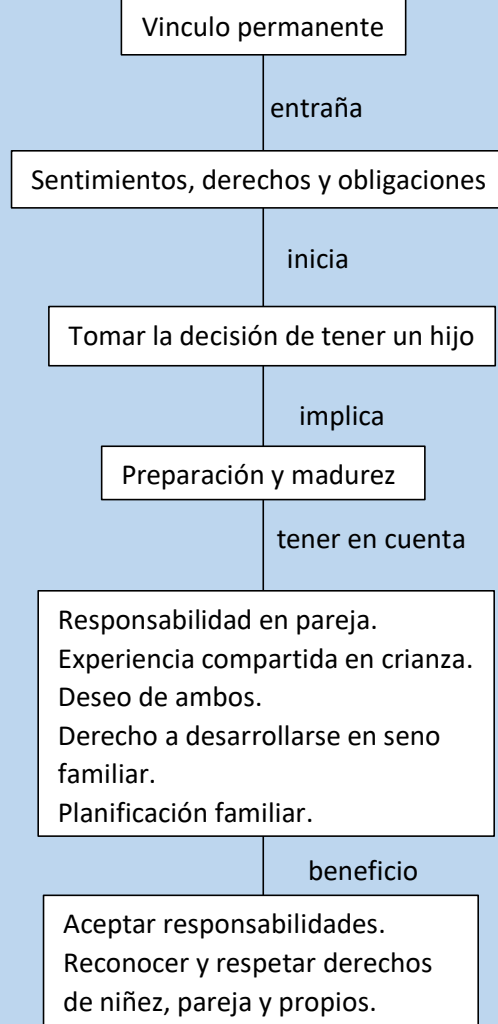 Vinculo permanente
entraña
Sentimientos, derechos y obligaciones
inicia
Tomar la decisión de tener un hijo
implica
Preparación y madurez
tener en cuenta
Responsabilidad en pareja.
Experiencia compartida en crianza.
Deseo de ambos.
Derecho a desarrollarse en seno
familiar.
Planificación familiar.
beneficio
Aceptar responsabilidades.
Reconocer y respetar derechos
de niñez, pareja y propios.